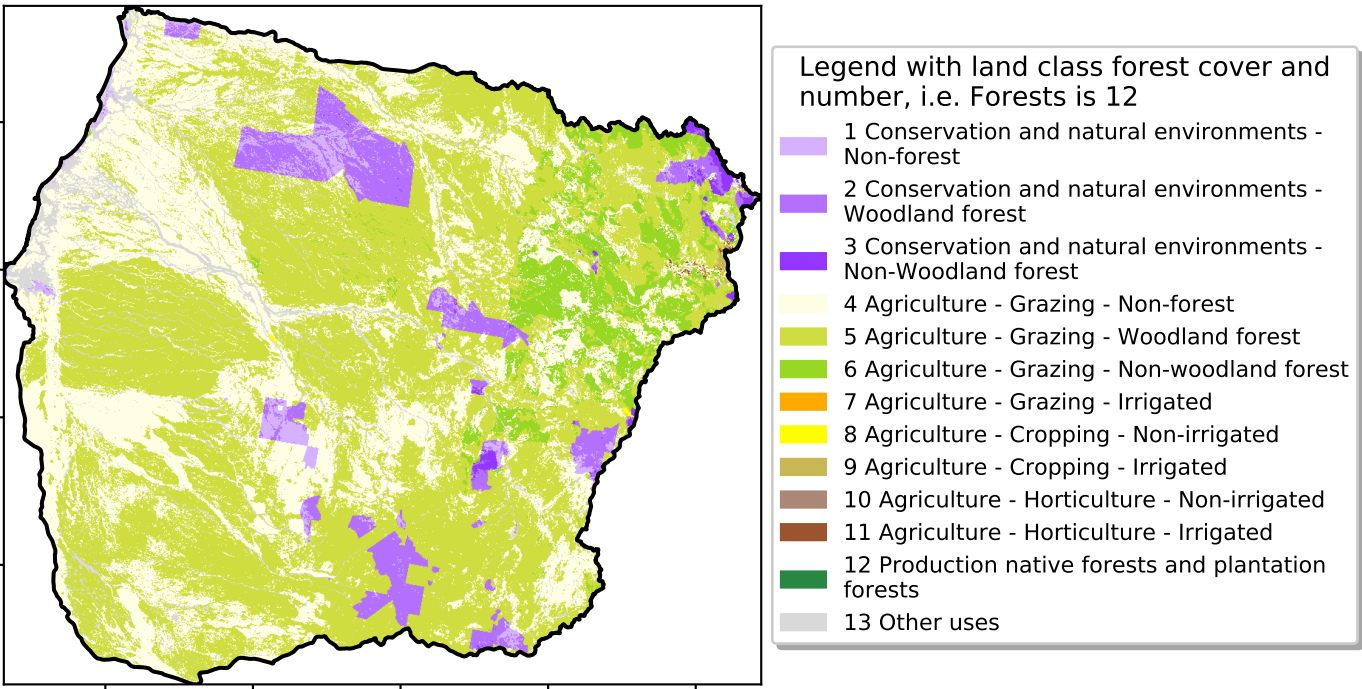 Legend with land class forest cover and
number, i.e. Forests is 12
1 Conservation and natural environments -
Non-forest
2 Conservation and natural environments -
Woodland forest
3 Conservation and natural environments -
Non-Woodland forest
4 Agriculture - Grazing - Non-forest
5 Agriculture - Grazing - Woodland forest
6 Agriculture - Grazing - Non-woodland forest
7 Agriculture - Grazing - Irrigated
8 Agriculture - Cropping - Non-irrigated
9 Agriculture - Cropping - Irrigated
10 Agriculture - Horticulture - Non-irrigated
11 Agriculture - Horticulture - Irrigated
12 Production native forests and plantation
forests
13 Other uses